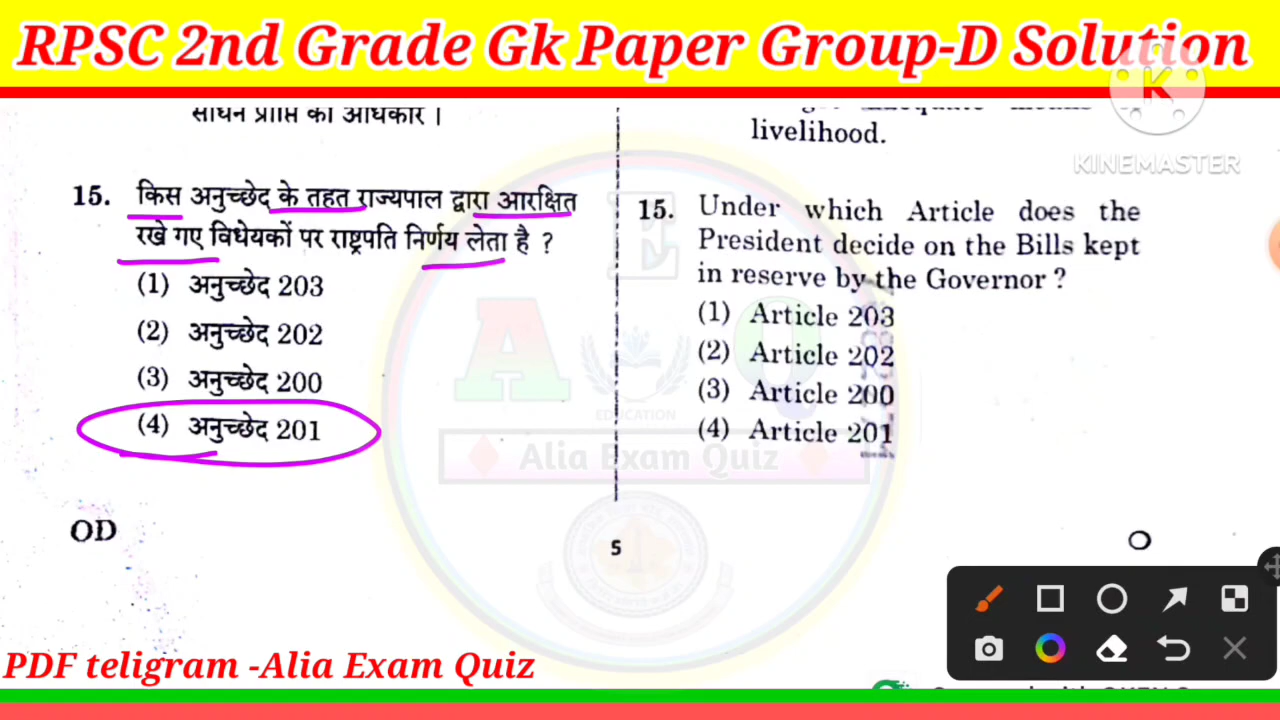 RPSC 2nd Grade Gk Paper Group-D Solution
KINEMASTER
साधन प्राप्ति का अधिकार ।
livelihood.
15. किस अनुच्छेद के तहत राज्यपाल द्वारा आरक्षित
रखे गए विधेयकों पर राष्ट्रपति निर्णय लेता है ?
(1) अनुच्छेद 203
(2) अनुच्छेद 202
(3) अनुच्छेद 200
(4) अनुच्छेद 201
15. Under which Article does the
President decide on the Bills kept
in reserve by the Governor ?
(1) Article 203
(2) Article 202
(3) Article 200
(4) Article 201
E
A Q
EDUCATION
Alia Exam Quiz
OD
5
O
PDF teligram -Alia Exam Quiz